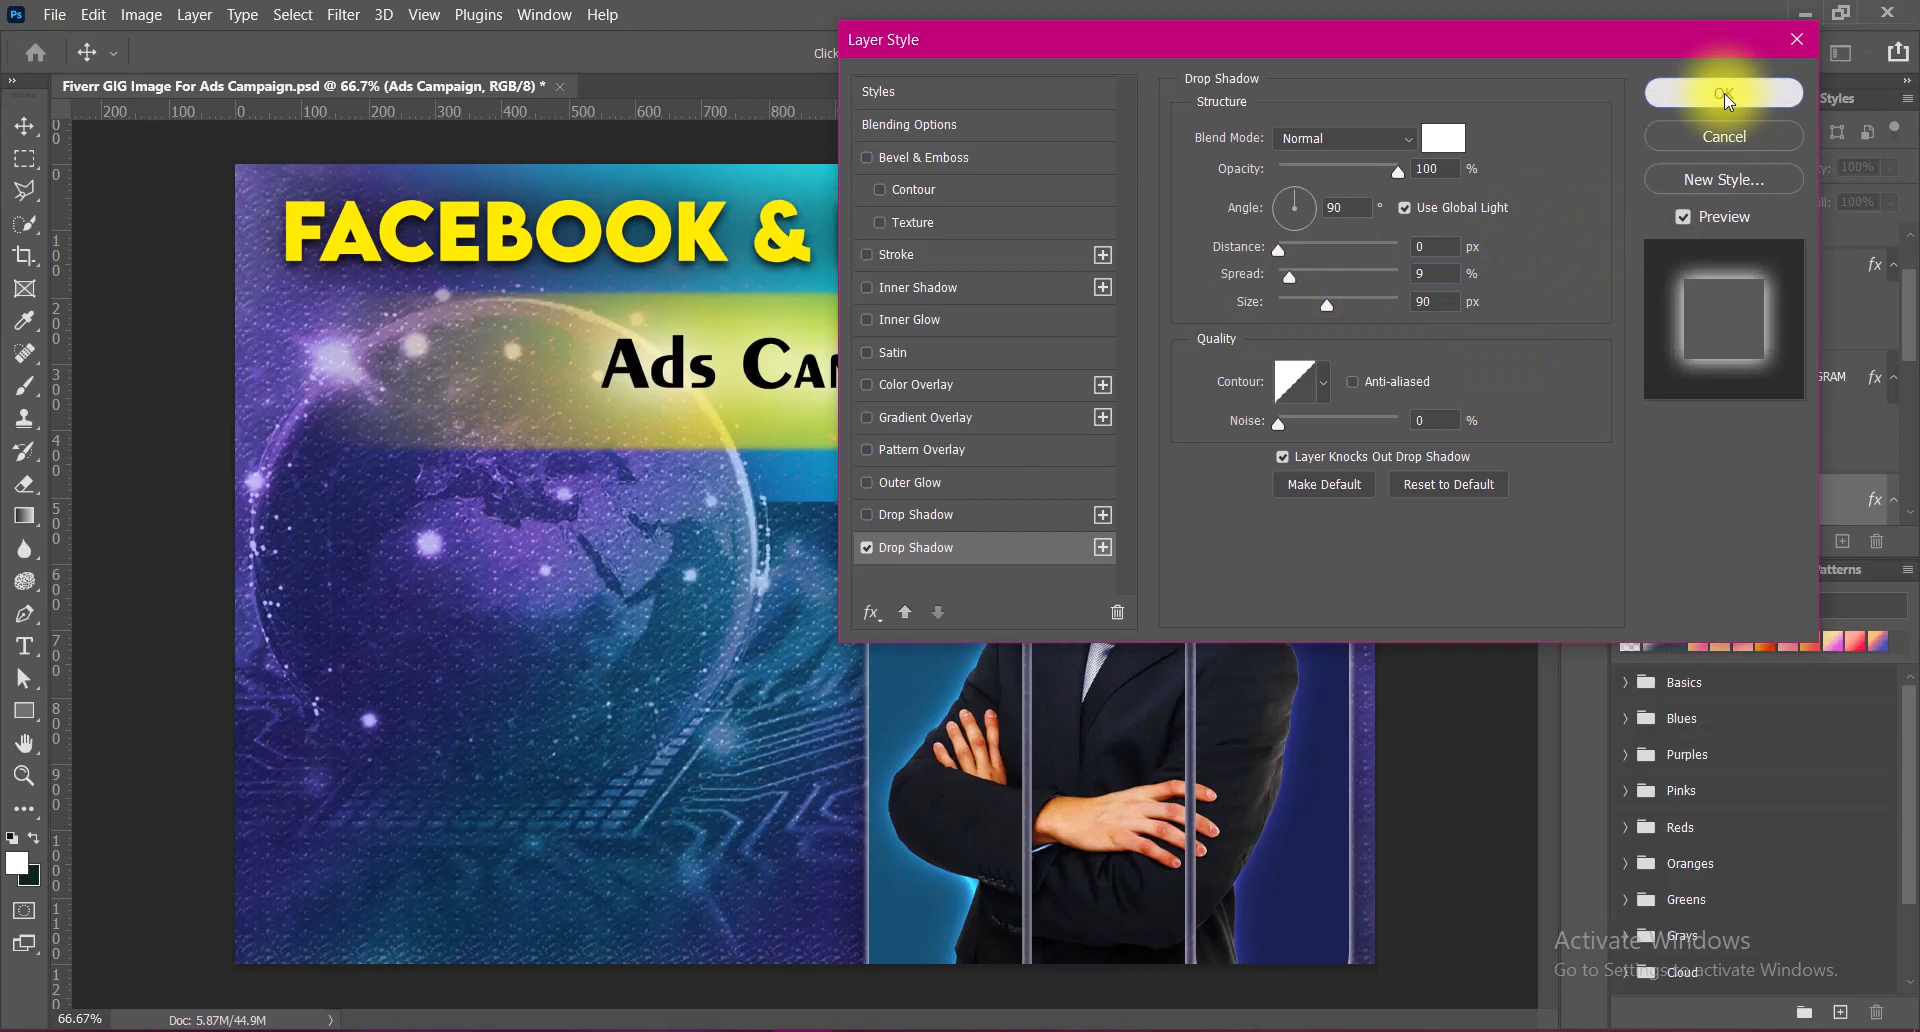 Ps File Edit Image Layer Type Select Filter 3D View Plugins Window Help
Layer Style
Click
Fiverr GIG Image For Ads Campaign.psd @ 66.7% (Ads Campaign, RGB/8) *
200 100 0 100 200 300 400 500 600 700 800
Styles
Blending Options
Bevel & Emboss
Contour
Texture
Stroke
Inner Shadow
Inner Glow
Satin
Color Overlay
Gradient Overlay
Pattern Overlay
Outer Glow
Drop Shadow
Drop Shadow
fx
Drop Shadow
Structure
Blend Mode: Normal
Opacity: 100 %
Angle: 90 ° Use Global Light
Distance: 0 px
Spread: 9 %
Size: 90 px
Quality
Contour: Anti-aliased
Noise: 0 %
Layer Knocks Out Drop Shadow
Make Default Reset to Default
OK
Cancel
New Style...
Preview
Styles
100%
100%
fx
GRAM fx
fx
atterns
FACEBOOK &
Ads CAM
Basics
Blues
Purples
Pinks
Reds
Oranges
Greens
Grays
Cloud
Activate Windows
Go to Settings to activate Windows.
66.67% Doc: 5.87M/44.9M